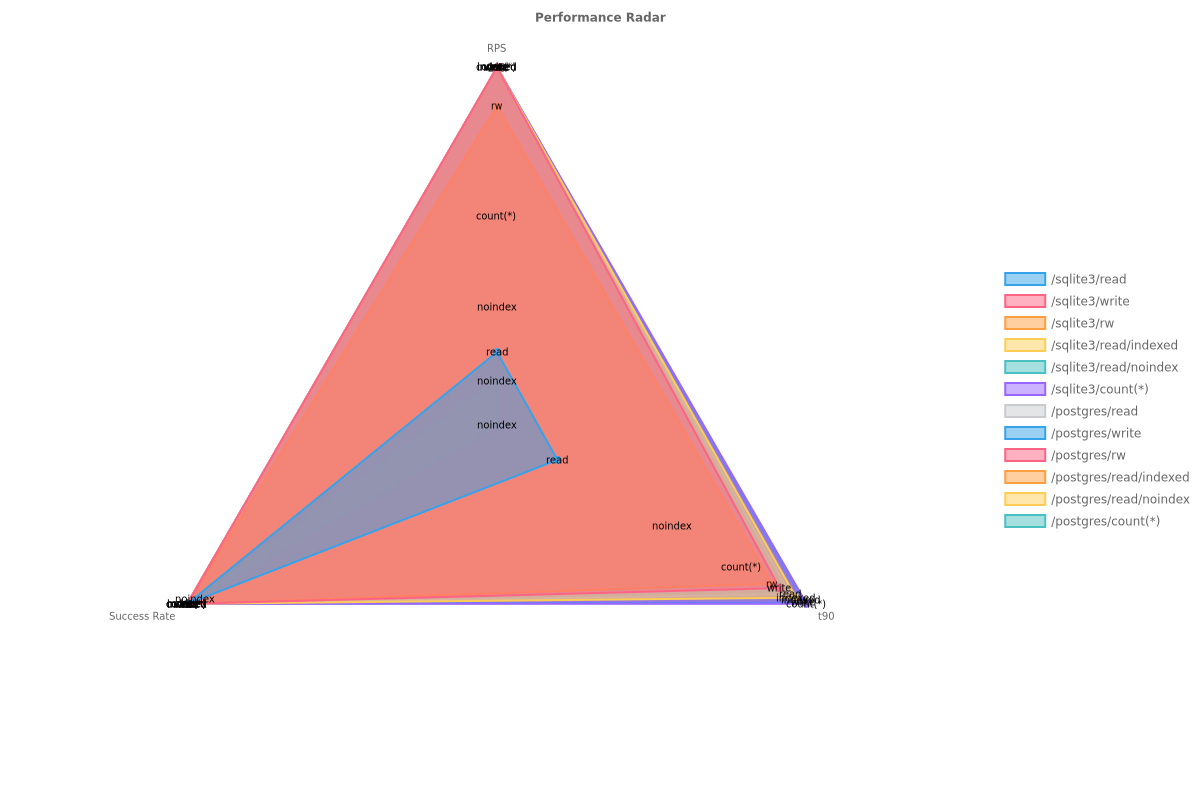 Performance Radar
RPS
rw
count(*)
noindex
read
noindex
noindex
read
noindex
count(*)
rw
write
count(*)
noindex
Success Rate
t90
/sqlite3/read
/sqlite3/write
/sqlite3/rw
/sqlite3/read/indexed
/sqlite3/read/noindex
/sqlite3/count(*)
/postgres/read
/postgres/write
/postgres/rw
/postgres/read/indexed
/postgres/read/noindex
/postgres/count(*)